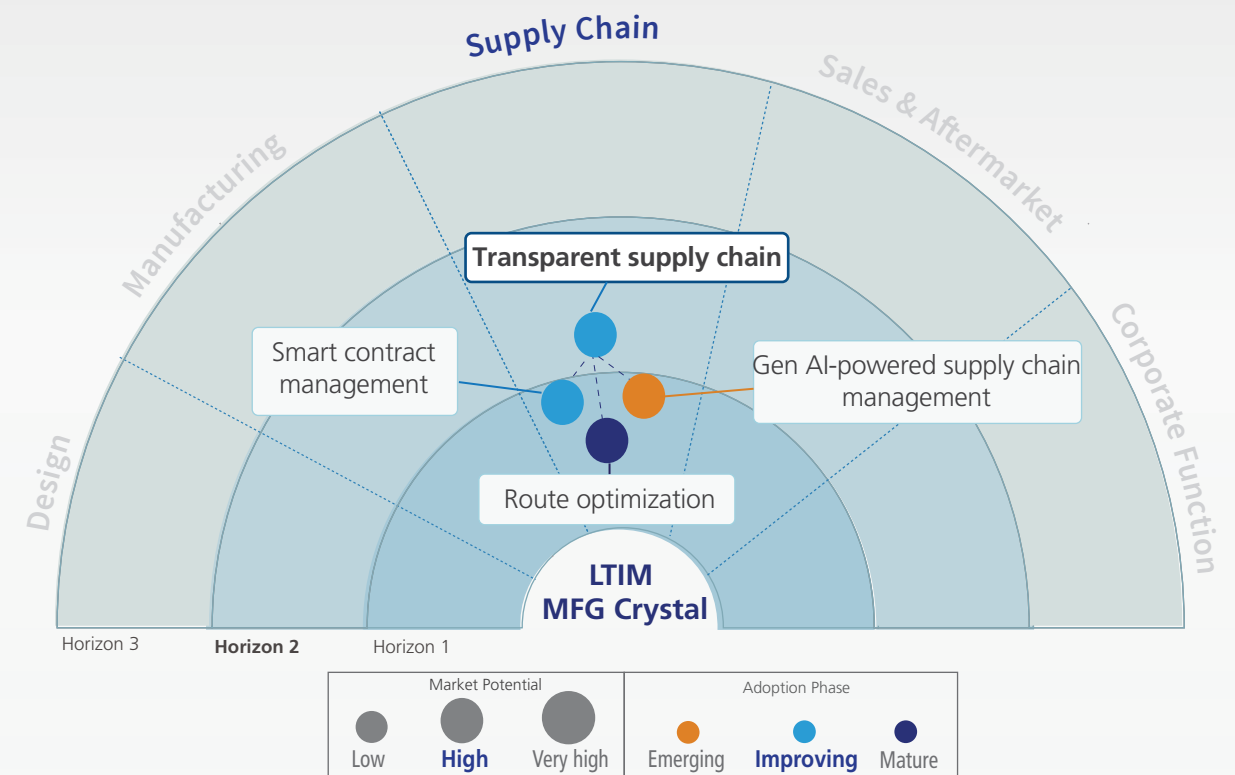 Supply Chain
Sales & Aftermarket
Manufacturing
Transparent supply chain
Smart contract
management
Gen AI-powered supply chain
management
Corporate Function
Design
Route optimization
LTIM
MFG Crystal
Horizon 3
Horizon 2
Horizon 1
Market Potential
Low
High
Very high
Adoption Phase
Emerging
Improving
Mature